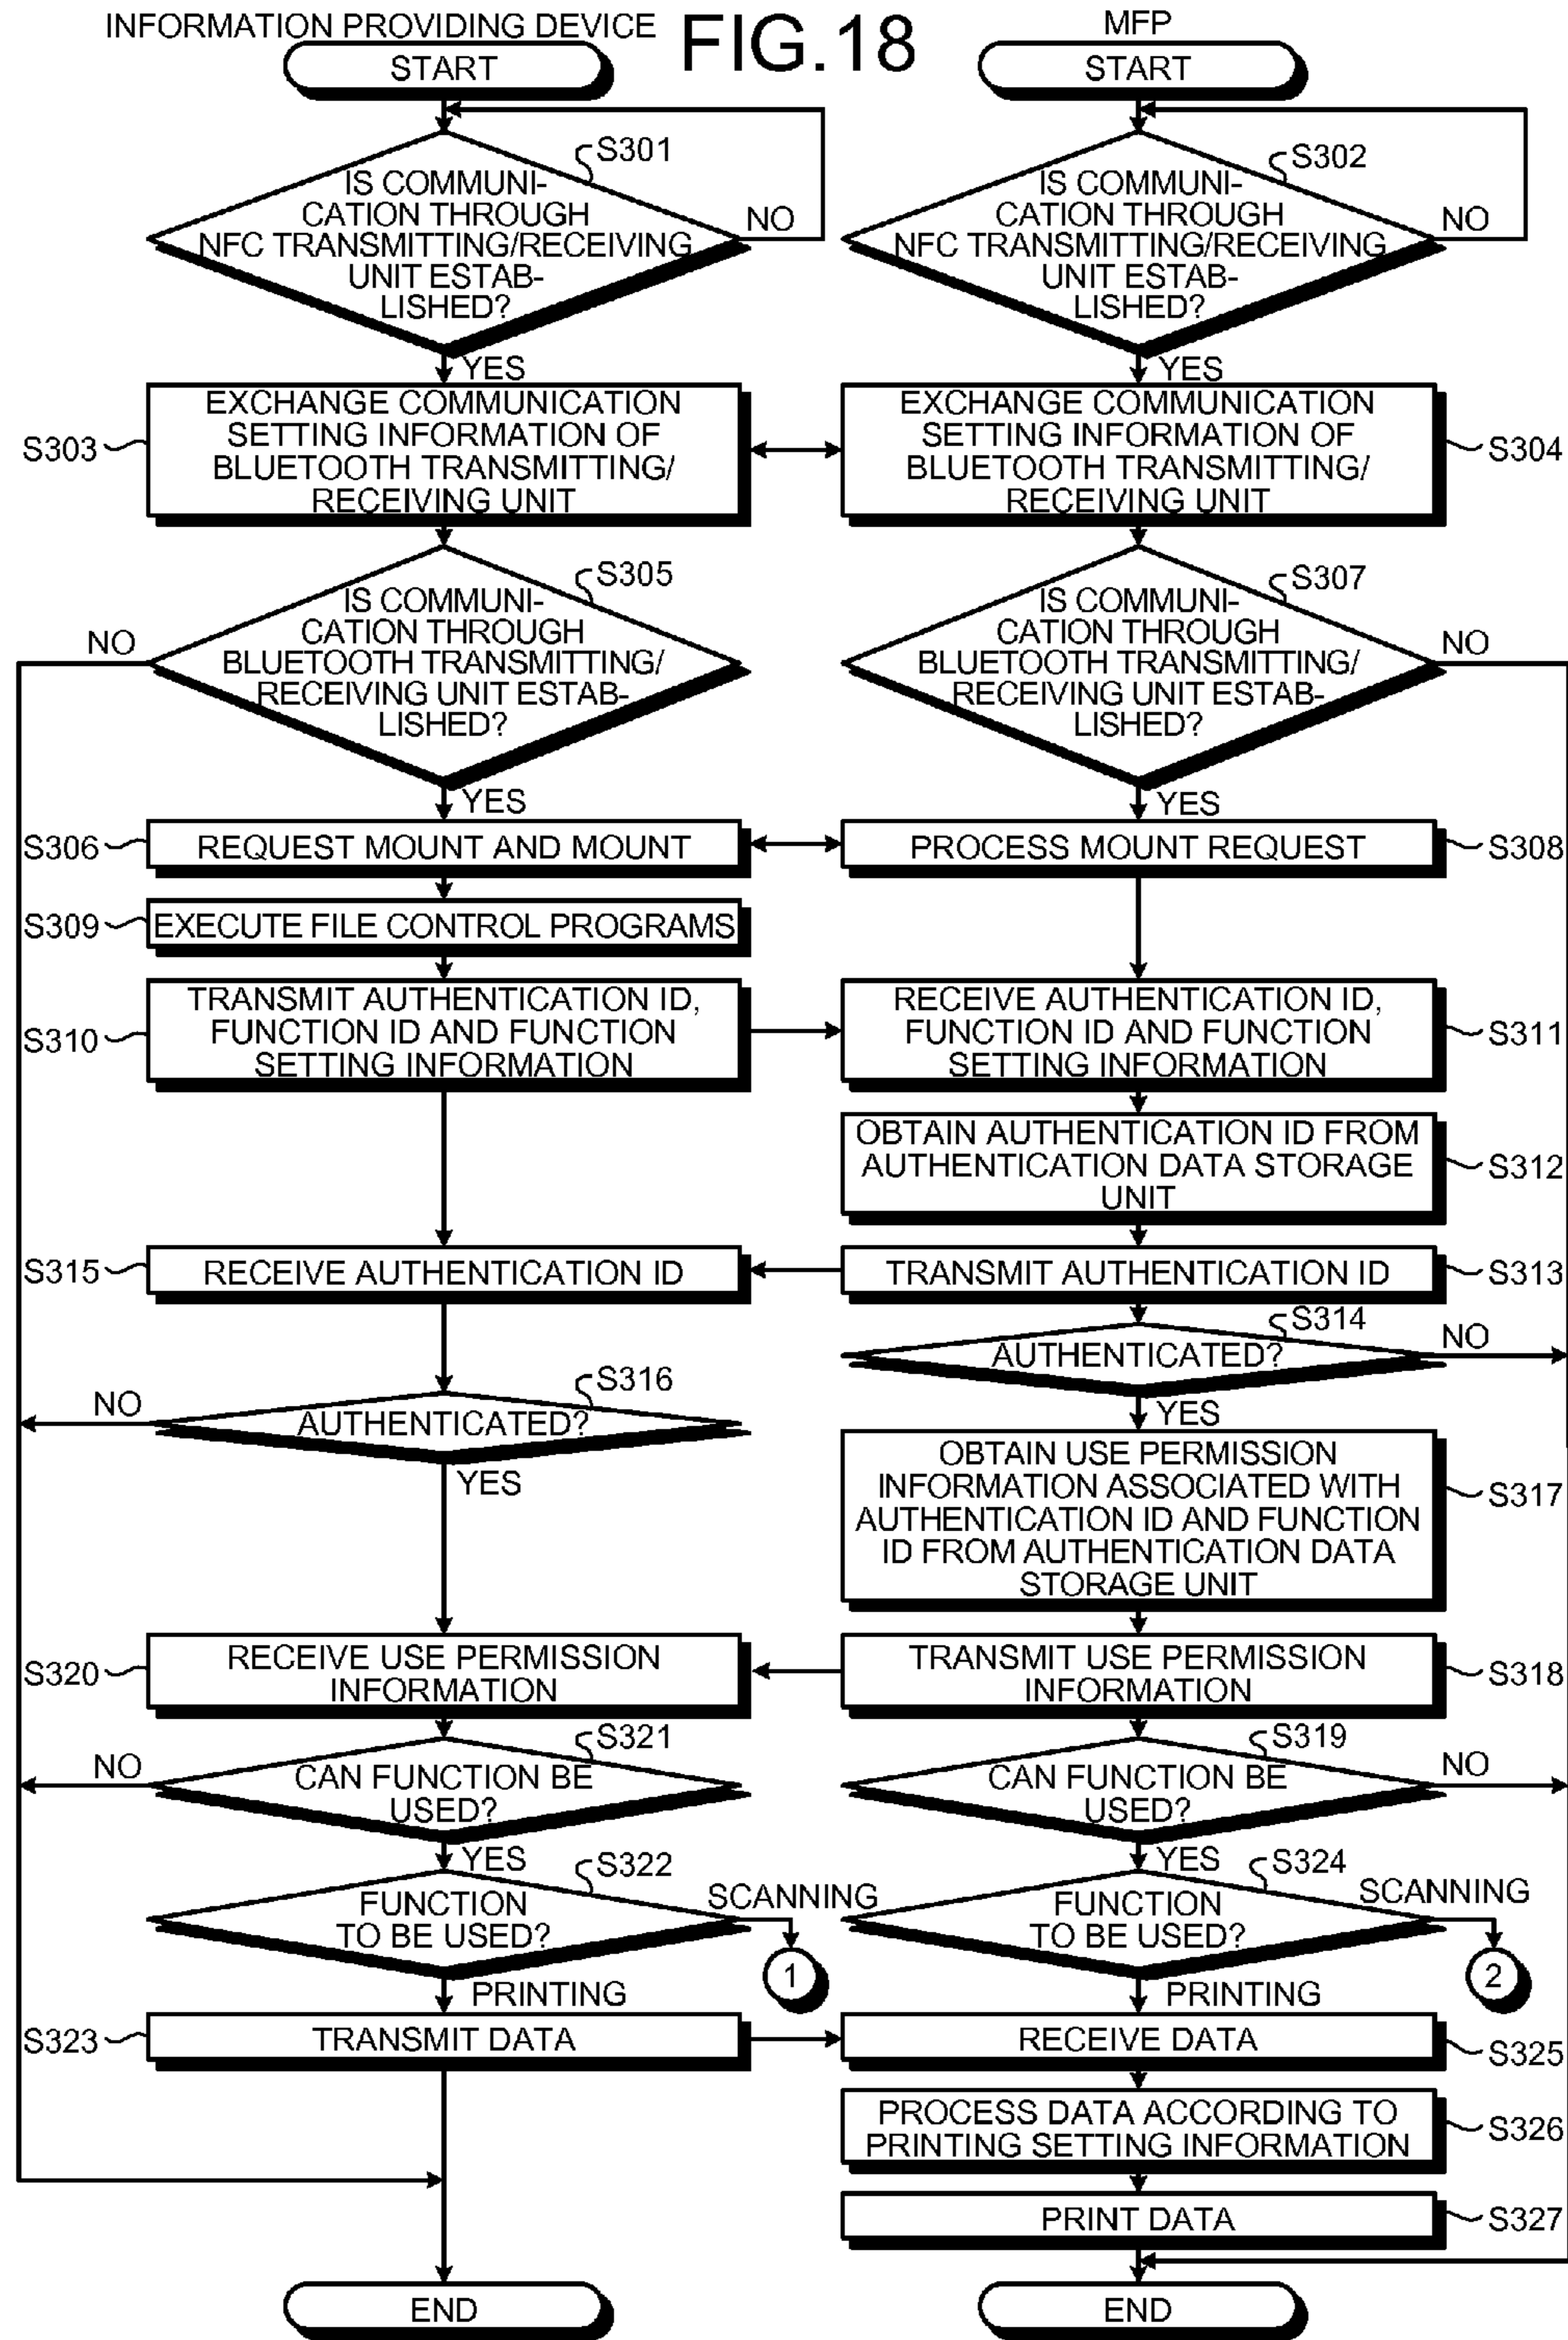 INFORMATION PROVIDING DEVICE
FIG.18
MFP
START
START
S301
IS COMMUNI-
CATION THROUGH
NFC TRANSMITTING/RECEIVING
UNIT ESTAB-
LISHED?
NO
YES
S302
IS COMMUNI-
CATION THROUGH
NFC TRANSMITTING/RECEIVING
UNIT ESTAB-
LISHED?
NO
YES
S303
EXCHANGE COMMUNICATION
SETTING INFORMATION OF
BLUETOOTH TRANSMITTING/
RECEIVING UNIT
EXCHANGE COMMUNICATION
SETTING INFORMATION OF
BLUETOOTH TRANSMITTING/
RECEIVING UNIT
S304
S305
NO
IS COMMUNI-
CATION THROUGH
BLUETOOTH TRANSMITTING/
RECEIVING UNIT ESTAB-
LISHED?
YES
S307
IS COMMUNI-
CATION THROUGH
BLUETOOTH TRANSMITTING/
RECEIVING UNIT ESTAB-
LISHED?
NO
YES
S306
REQUEST MOUNT AND MOUNT
PROCESS MOUNT REQUEST
S308
S309
EXECUTE FILE CONTROL PROGRAMS
S310
TRANSMIT AUTHENTICATION ID,
FUNCTION ID AND FUNCTION
SETTING INFORMATION
RECEIVE AUTHENTICATION ID,
FUNCTION ID AND FUNCTION
SETTING INFORMATION
S311
OBTAIN AUTHENTICATION ID FROM
AUTHENTICATION DATA STORAGE
UNIT
S312
S315
RECEIVE AUTHENTICATION ID
TRANSMIT AUTHENTICATION ID
S313
S314
AUTHENTICATED?
NO
YES
S316
NO
AUTHENTICATED?
YES
OBTAIN USE PERMISSION
INFORMATION ASSOCIATED WITH
AUTHENTICATION ID AND FUNCTION
ID FROM AUTHENTICATION DATA
STORAGE UNIT
S317
S320
RECEIVE USE PERMISSION
INFORMATION
TRANSMIT USE PERMISSION
INFORMATION
S318
S321
NO
CAN FUNCTION BE
USED?
YES
S319
CAN FUNCTION BE
USED?
NO
YES
S322
FUNCTION
TO BE USED?
SCANNING
1
PRINTING
S324
FUNCTION
TO BE USED?
SCANNING
2
PRINTING
S323
TRANSMIT DATA
RECEIVE DATA
S325
PROCESS DATA ACCORDING TO
PRINTING SETTING INFORMATION
S326
PRINT DATA
S327
END
END